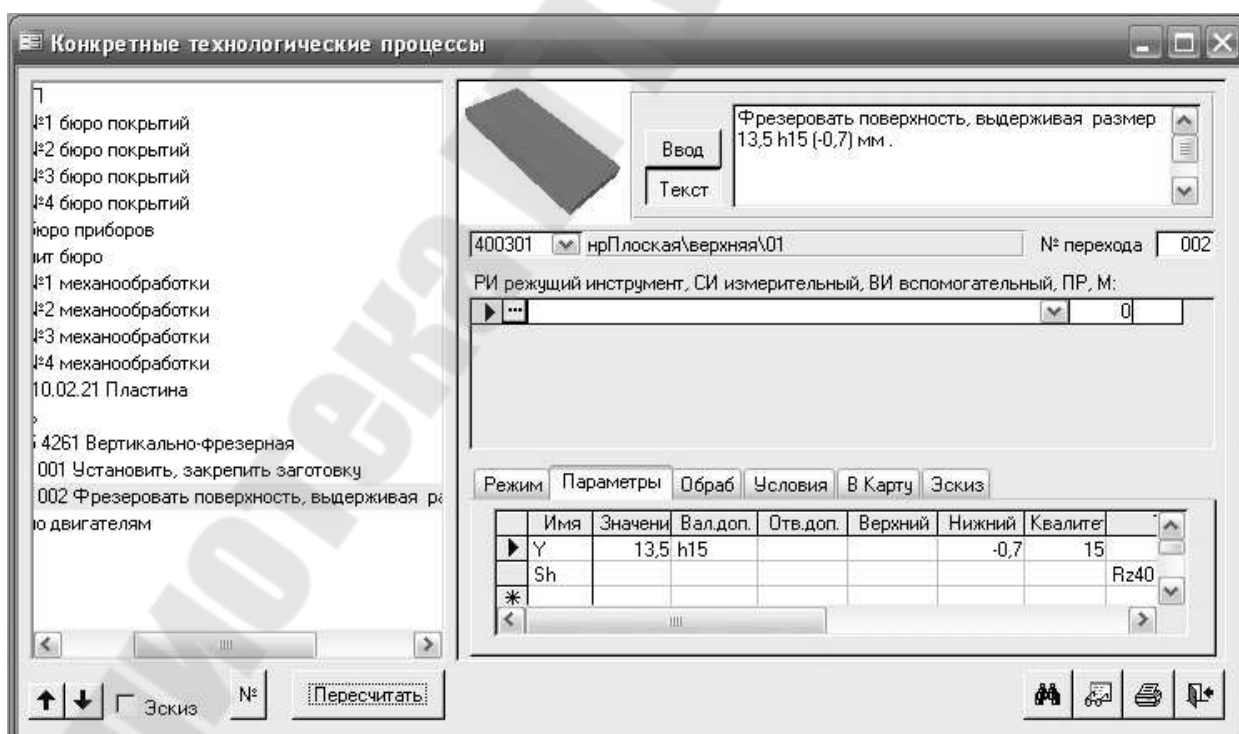 Конкретные технологические процессы
П
№1 бюро покрытий
№2 бюро покрытий
№3 бюро покрытий
№4 бюро покрытий
бюро приборов
бюро
№1 механообработки
№2 механообработки
№3 механообработки
№4 механообработки
10.02.21 Пластина
4261 Вертикально-фрезерная
001 Установить, закрепить заготовку
002 Фрезеровать поверхность, выдерживая
двигателям
Эскиз
№
Пересчитать
Ввод
Текст
Фрезеровать поверхность, выдерживая размер
13,5 h15 (-0,7) мм .
400301 нрПлоская\верхняя\01 № перехода 002
РИ режущий инструмент, СИ измерительный, ВИ вспомогательный, ПР, М:
0
Режим Параметры Обраб Условия В Карту Эскиз
Имя Значени Вал.доп. Отв.доп. Верхний Нижний Квалитет
Y 13,5 h15 -0,7 15
Sh Rz40